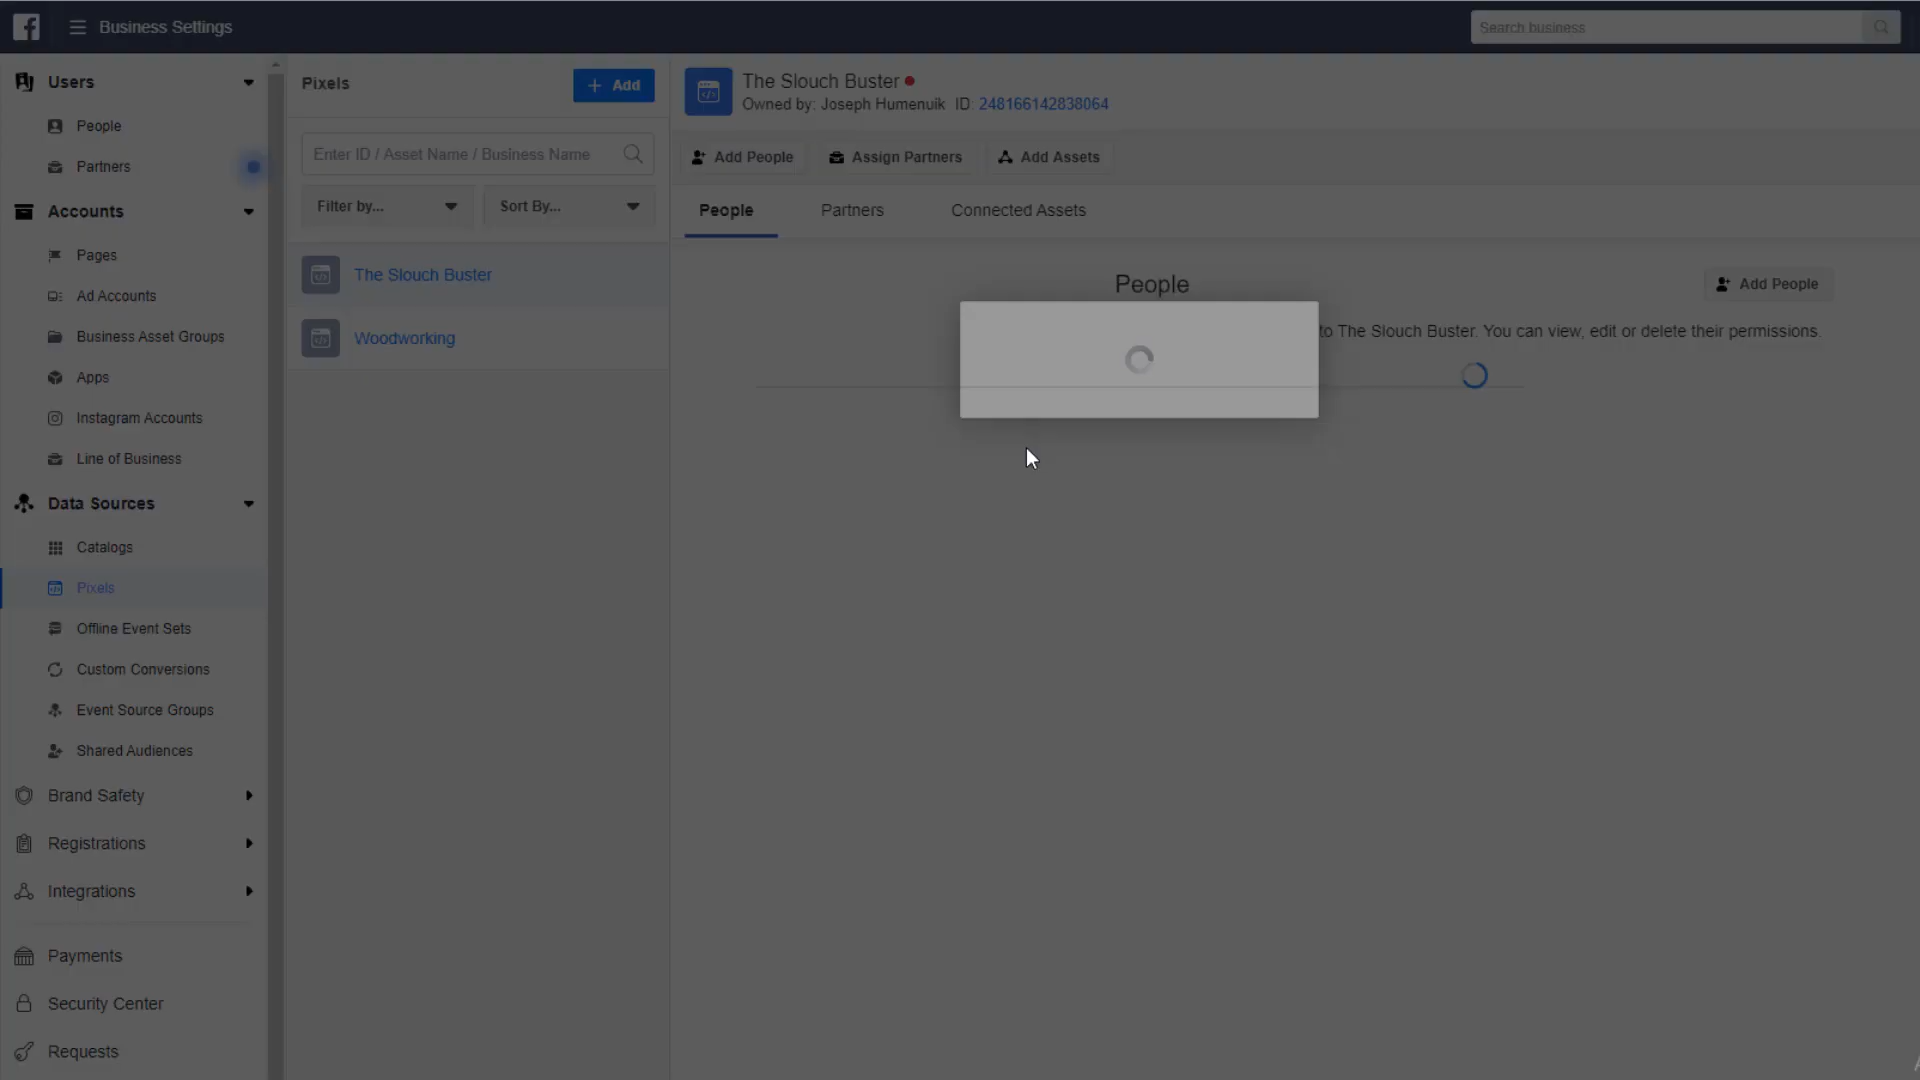 Business Settings
Search business
Users
People
Partners
Accounts
Pages
Ad Accounts
Business Asset Groups
Apps
Instagram Accounts
Line of Business
Data Sources
Catalogs
Pixels
Offline Event Sets
Custom Conversions
Event Source Groups
Shared Audiences
Brand Safety
Registrations
Integrations
Payments
Security Center
Requests
Pixels
+ Add
Enter ID / Asset Name / Business Name
Filter by... Sort By...
The Slouch Buster
Woodworking
The Slouch Buster
Owned by: Joseph Humenuik ID: 248166142838064
Add People Assign Partners Add Assets
People Partners Connected Assets
People
Add People
to The Slouch Buster. You can view, edit or delete their permissions.